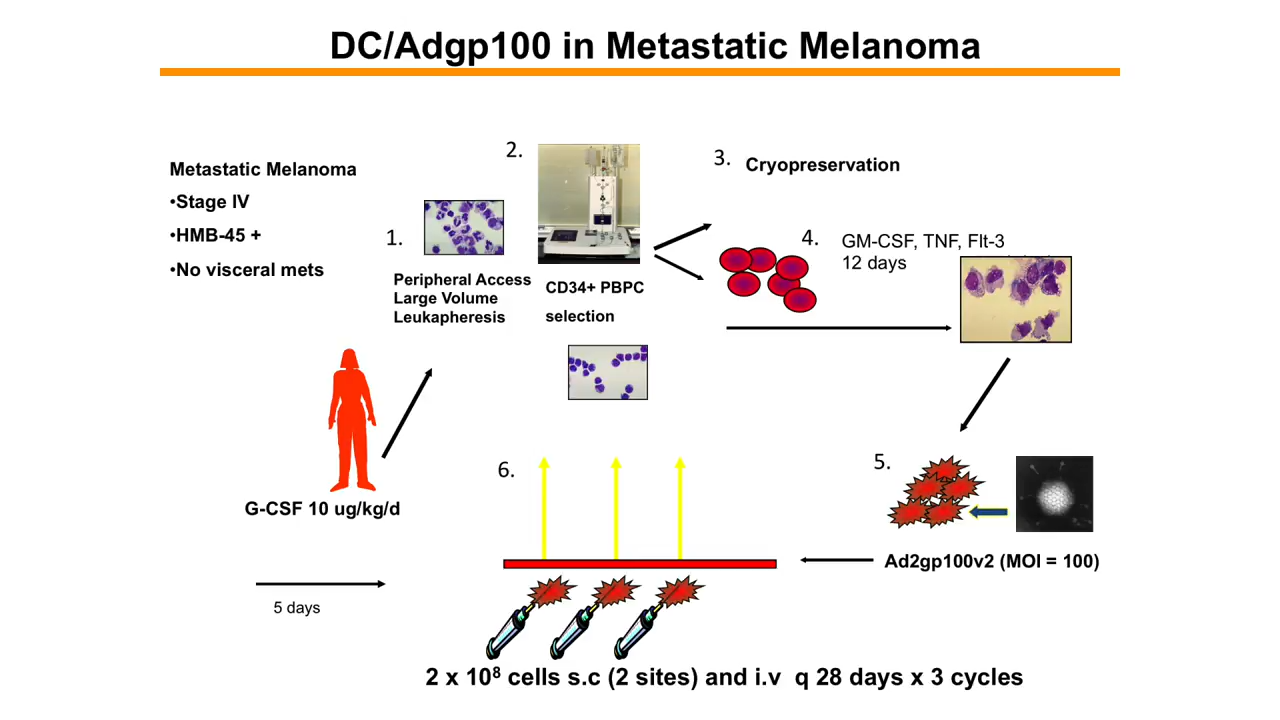 DC/Adgp100 in Metastatic Melanoma
Metastatic Melanoma
•Stage IV
•HMB-45 +
•No visceral mets
1.
Peripheral Access
Large Volume
Leukapheresis
2.
CD34+ PBPC
selection
3.
Cryopreservation
4.
GM-CSF, TNF, Flt-3
12 days
G-CSF 10 ug/kg/d
5 days
5.
Ad2gp100v2 (MOI = 100)
6.
2 x 10⁸ cells s.c (2 sites) and i.v q 28 days x 3 cycles